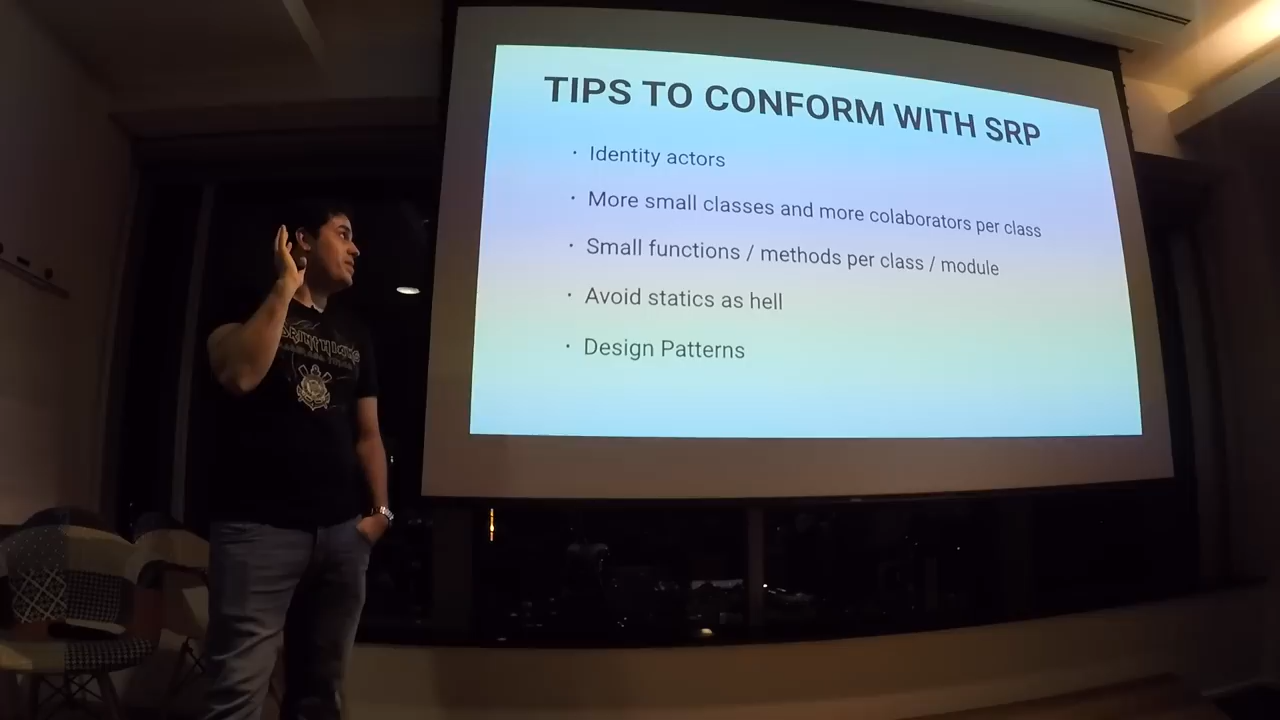 TIPS TO CONFORM WITH SRP
· Identity actors
· More small classes and more colaborators per class
· Small functions / methods per class / module
· Avoid statics as hell
· Design Patterns